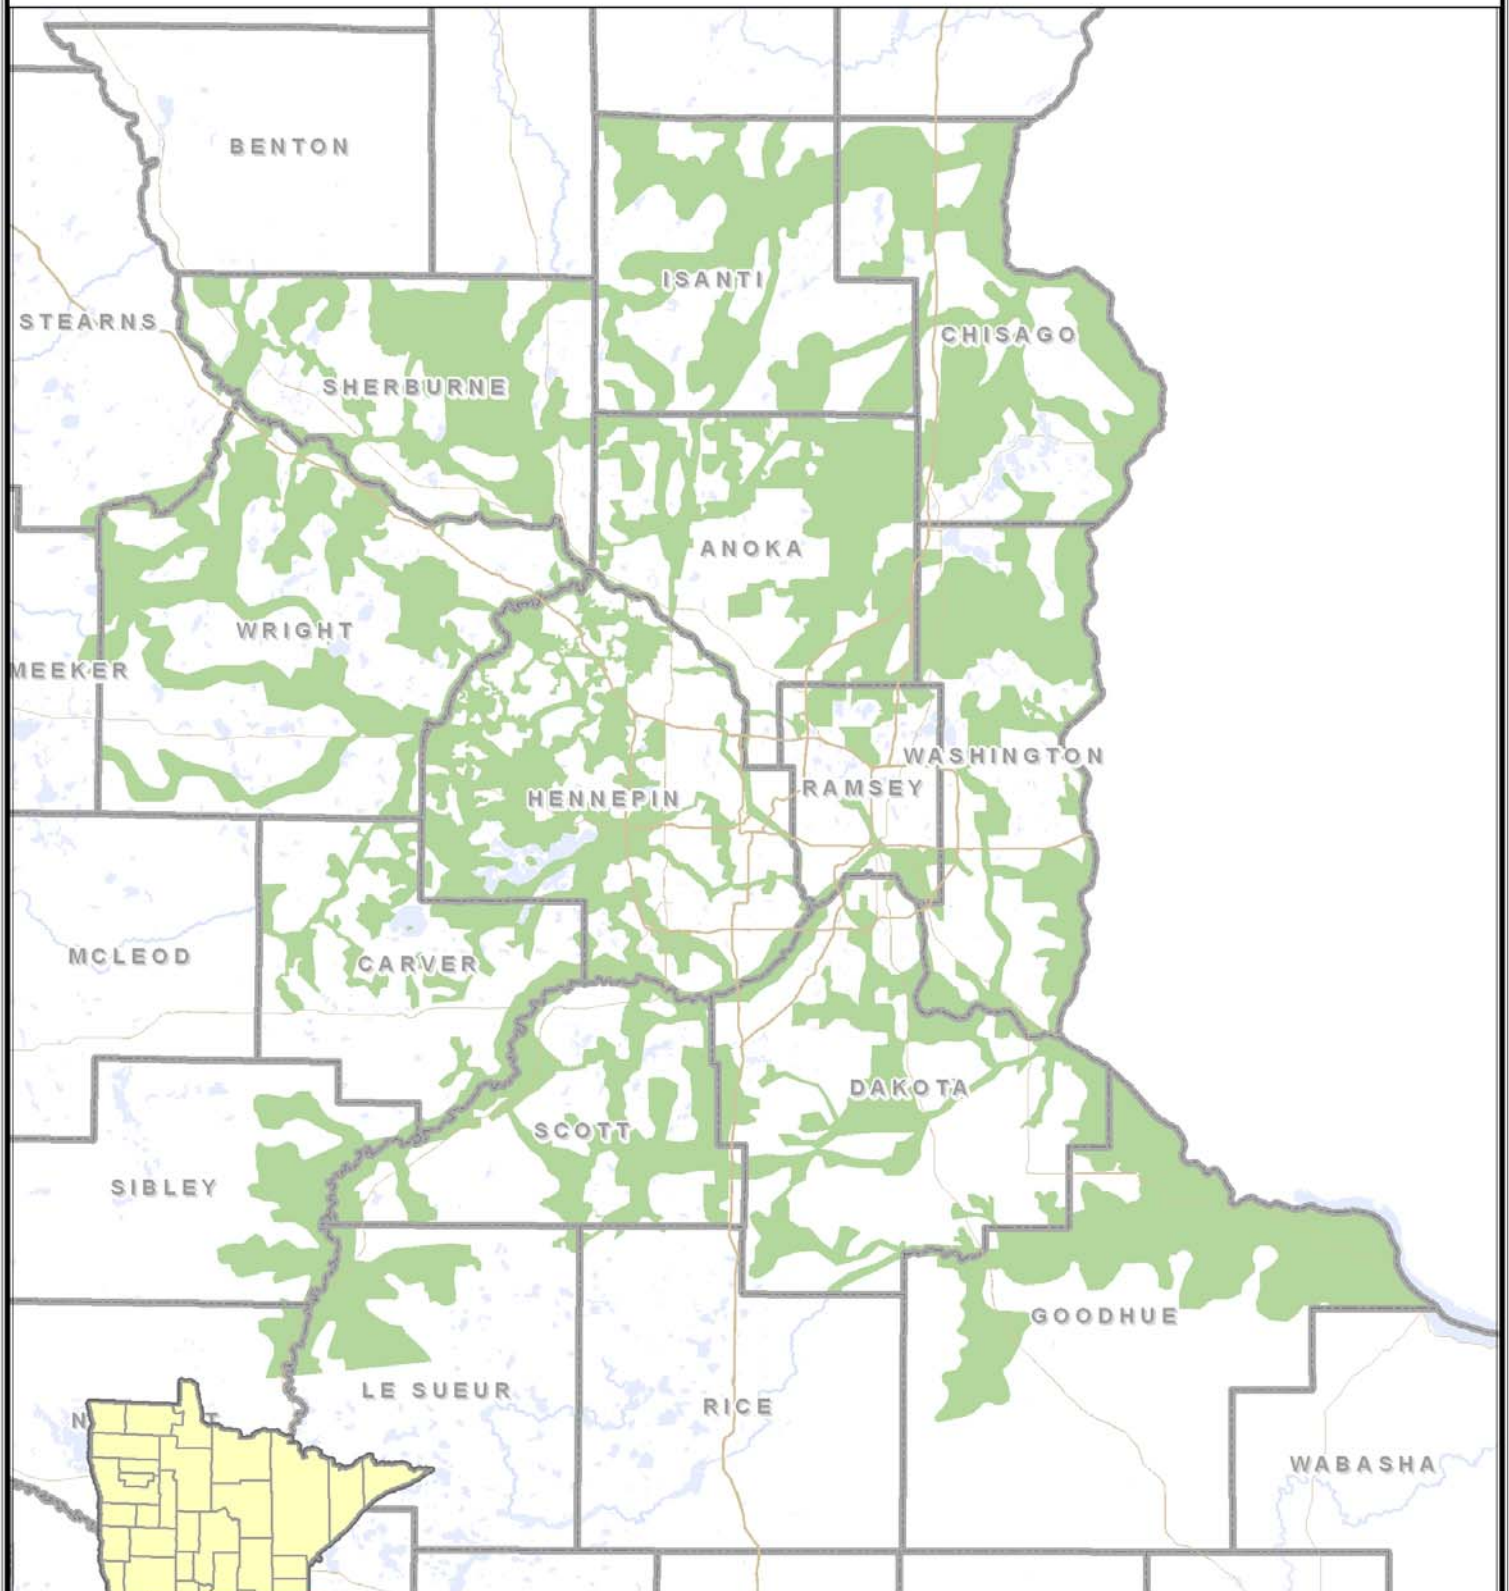 BENTON
ISANTI
STEARNS
CHISAGO
SHERBURNE
ANOKA
WRIGHT
MEEKER
WASHINGTON
RAMSEY
HENNEPIN
MCLEOD
CARVER
DAKOTA
SCOTT
SIBLEY
GOODHUE
LE SUEUR
RICE
WABASHA